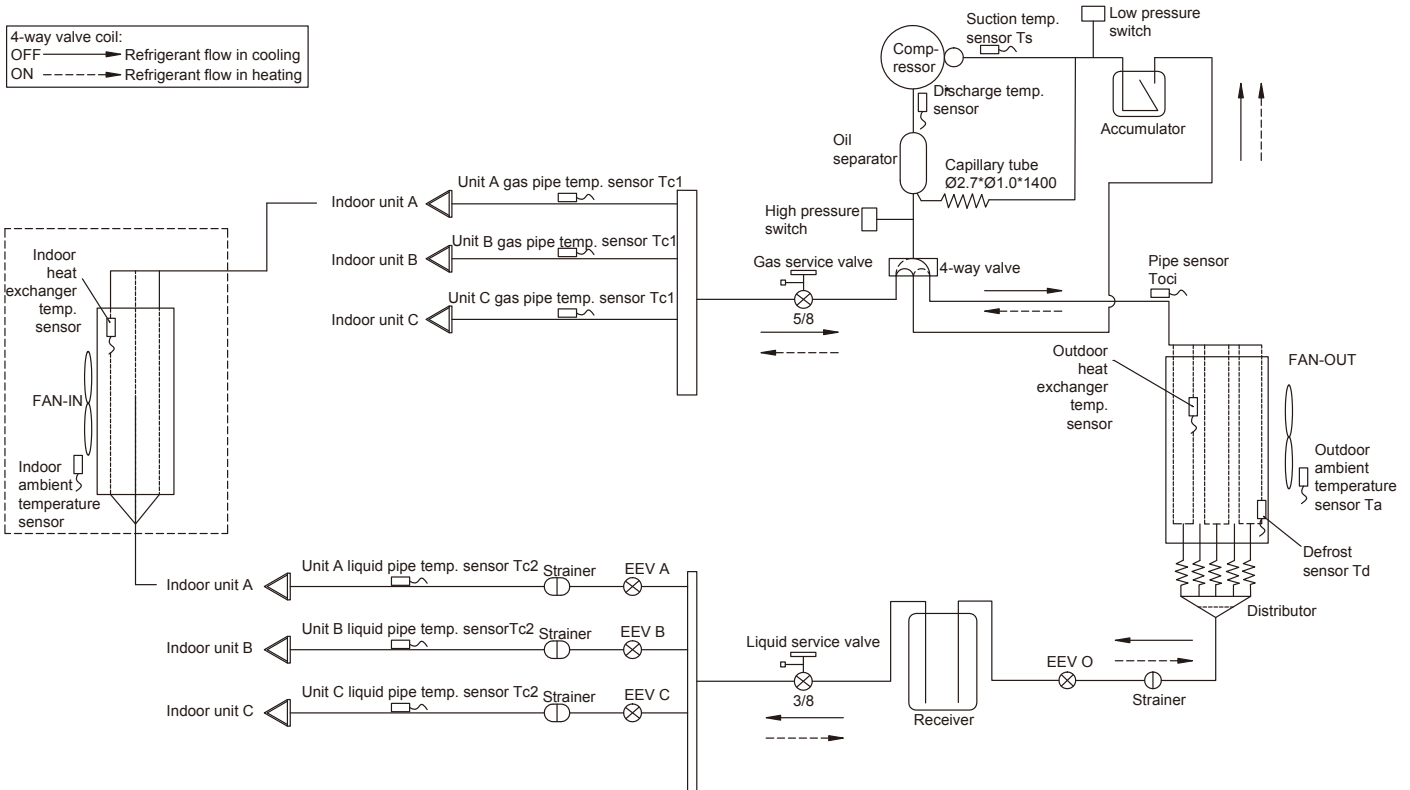 4-way valve coil:
OFF Refrigerant flow in cooling
ON Refrigerant flow in heating
Suction temp.
sensor Ts
Low pressure
switch
Comp-
ressor
Discharge temp.
sensor
Accumulator
Oil
separator
Capillary tube
Ø2.7*Ø1.0*1400
High pressure
switch
Unit A gas pipe temp. sensor Tc1
Indoor unit A
Unit B gas pipe temp. sensor Tc1
Indoor unit B
Unit C gas pipe temp. sensor Tc1
Indoor unit C
Gas service valve
5/8
4-way valve
Pipe sensor
Toci
Indoor
heat
exchanger
temp.
sensor
FAN-IN
Indoor
ambient
temperature
sensor
Outdoor
heat
exchanger
temp.
sensor
FAN-OUT
Outdoor
ambient
temperature
sensor Ta
Defrost
sensor Td
Distributor
Unit A liquid pipe temp. sensor Tc2
Strainer
EEV A
Indoor unit A
Unit B liquid pipe temp. sensorTc2
Strainer
EEV B
Indoor unit B
Unit C liquid pipe temp. sensor Tc2
Strainer
EEV C
Indoor unit C
Liquid service valve
3/8
Receiver
EEV O
Strainer